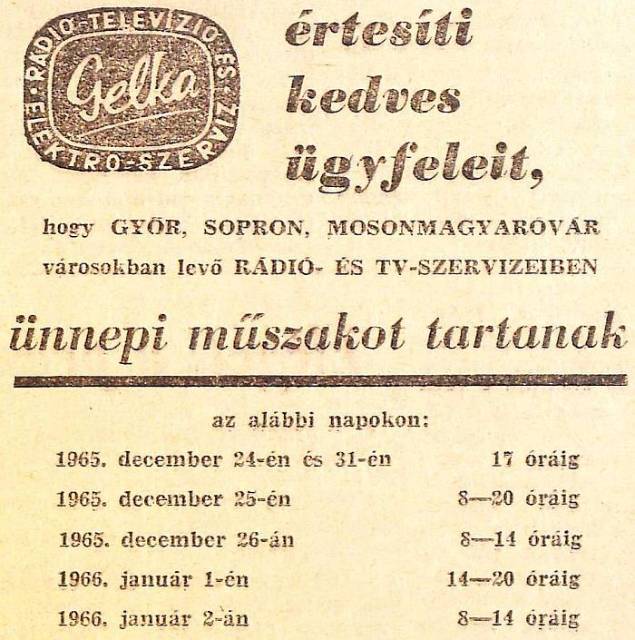 RÁDIÓ-TELEVÍZIÓ ÉS
Gelka
ELEKTRO-SZERVIZ
értesíti
kedves
ügyfeleit,
hogy GYŐR, SOPRON, MOSONMAGYARÓVÁR
városokban levő RÁDIÓ- ÉS TV-SZERVIZEIBEN
ünnepi műszakot tartanak
az alábbi napokon:
1965. december 24-én és 31-én 17 óráig
1965. december 25-én 8—20 óráig
1965. december 26-án 8—14 óráig
1966. január 1-én 14—20 óráig
1966. január 2-án 8—14 óráig